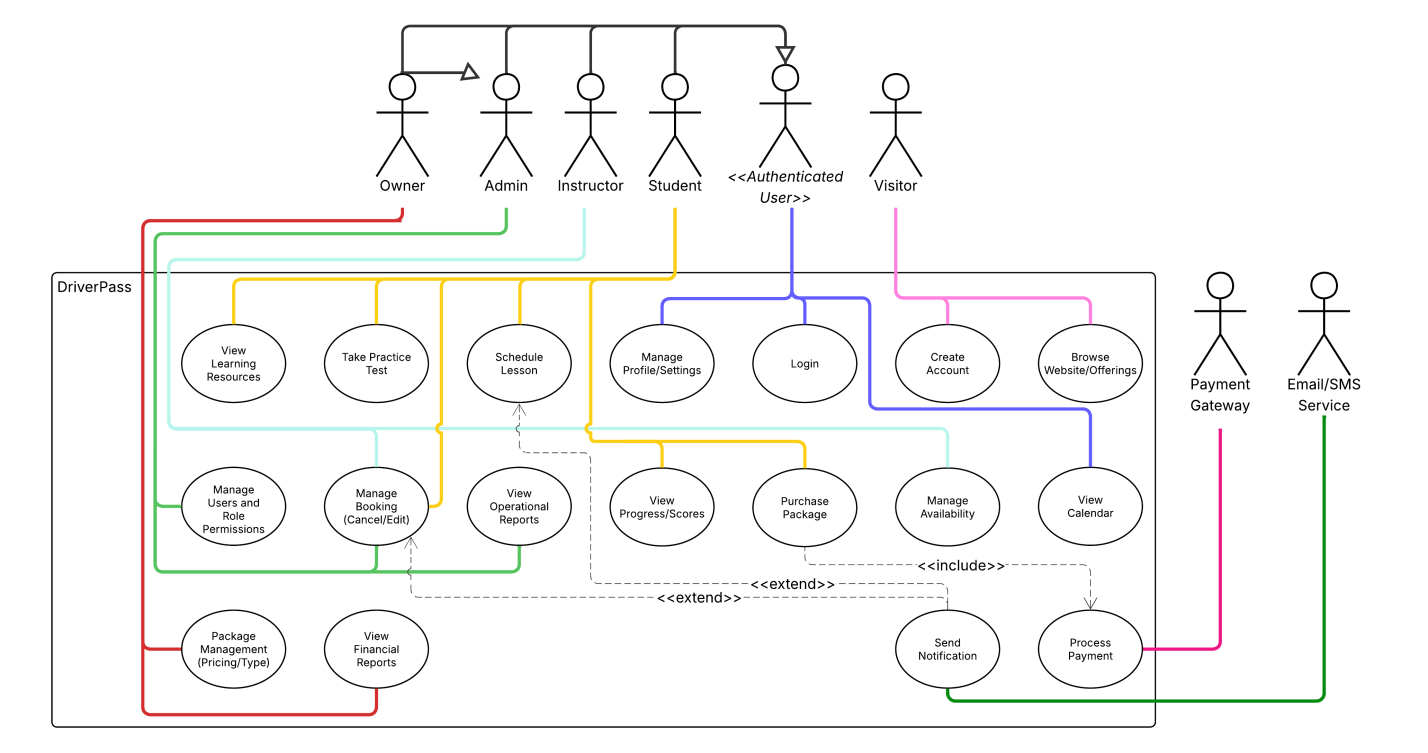 Owner
Admin
Instructor
Student
<<Authenticated
User>>
Visitor
DriverPass
View
Learning
Resources
Take Practice
Test
Schedule
Lesson
Manage
Profile/Settings
Login
Create
Account
Browse
Website/Offerings
Payment
Gateway
Email/SMS
Service
Manage
Users and
Role
Permissions
Manage
Booking
(Cancel/Edit)
View
Operational
Reports
View
Progress/Scores
Purchase
Package
Manage
Availability
View
Calendar
<<include>>
<<extend>>
<<extend>>
Package
Management
(Pricing/Type)
View
Financial
Reports
Send
Notification
Process
Payment